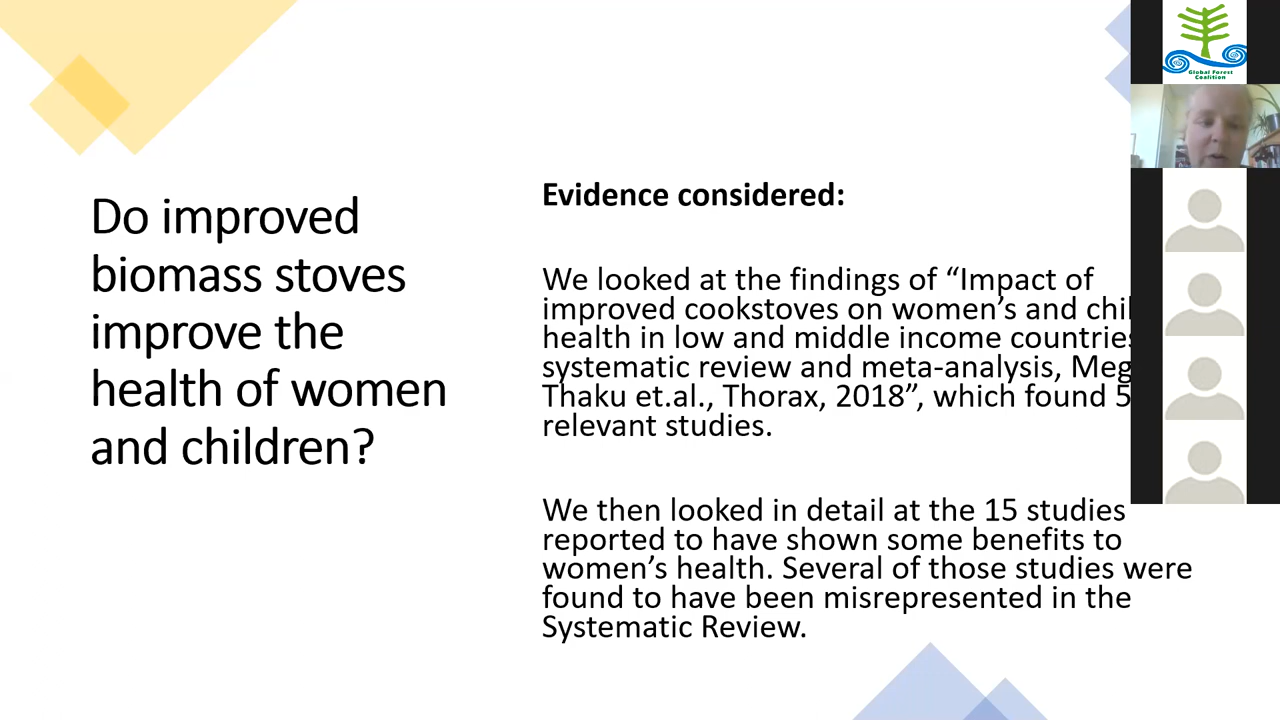 Do improved
biomass stoves
improve the
health of women
and children?
Evidence considered:
We looked at the findings of “Impact of
improved cookstoves on women’s and
health in low and middle income countries
systematic review and meta-analysis,
Thaku et.al., Thorax, 2018”, which found
relevant studies.
We then looked in detail at the 15 studies
reported to have shown some benefits to
women’s health. Several of those studies were
found to have been misrepresented in the
Systematic Review.
Global Forest
Coalition